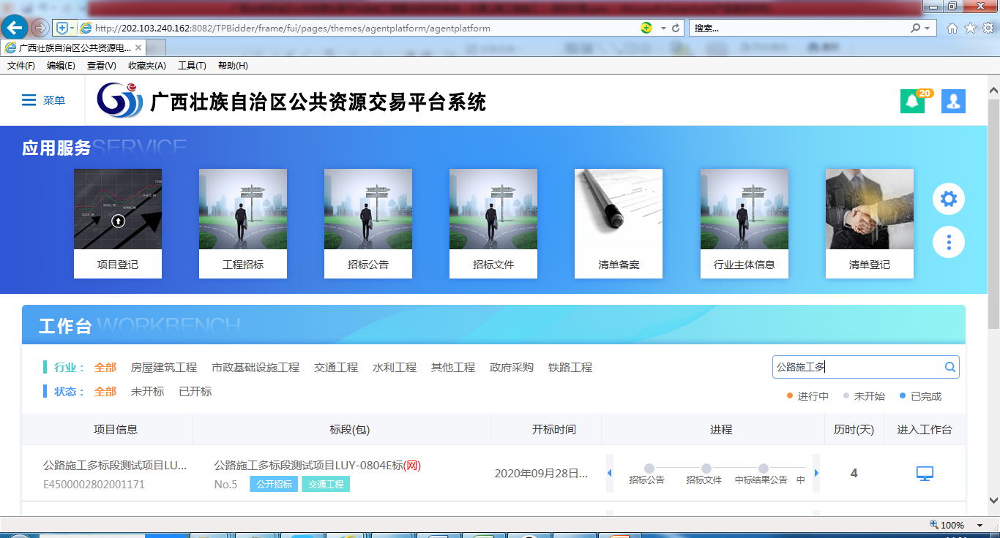 http://202.103.240.162:8082/TPBidder/frame/fui/pages/themes/agentplatform/agentplatform
搜索...
广西壮族自治区公共资源电...
文件(F) 编辑(E) 查看(V) 收藏夹(A) 工具(T) 帮助(H)
菜单
广西壮族自治区公共资源交易平台系统
20
应用服务SERVICE
项目登记 工程招标 招标公告 招标文件 清单备案 行业主体信息 清单登记
工作台 WORKBENCH
行业： 全部 房屋建筑工程 市政基础设施工程 交通工程 水利工程 其他工程 政府采购 铁路工程
公路施工多
状态： 全部 未开标 已开标
进行中 未开始 已完成
项目信息 标段(包) 开标时间 进程 历时(天) 进入工作台
公路施工多标段测试项目LU... 公路施工多标段测试项目LUY-0804E标(网)
2020年09月28日...
招标公告 招标文件 中标结果公告 中
4
E4500002802001171 No.5 公开招标 交通工程
100%